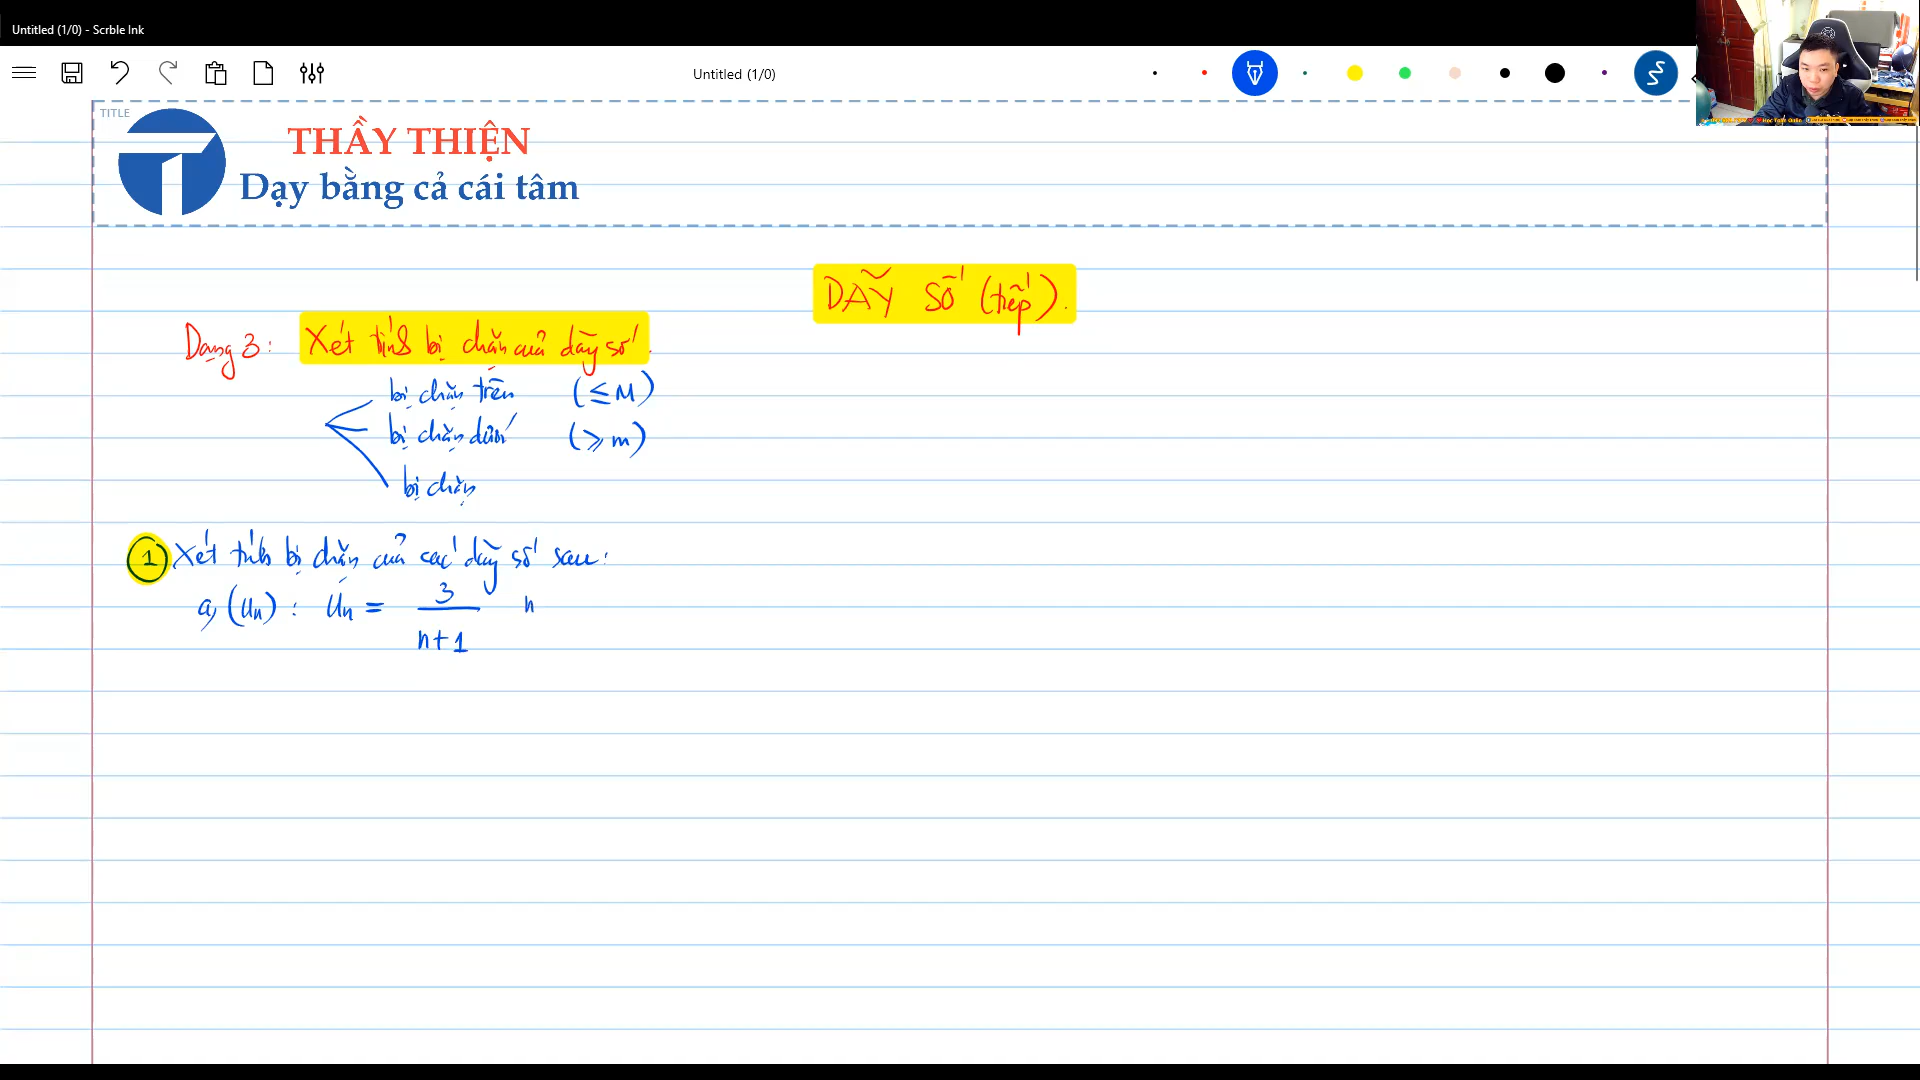 Untitled (1/0) - Scrble Ink
Untitled (1/0)
TITLE
THẦY THIỆN
Dạy bằng cả cái tâm
DÃY SỐ (tiếp).
Dạng 3: Xét tính bị chặn của dãy số.
bị chặn trên (≤ M)
bị chặn dưới (≥ m)
bị chặn
1 Xét tính bị chặn của các dãy số sau:
a, (Un): Un = 3/(n+1) n